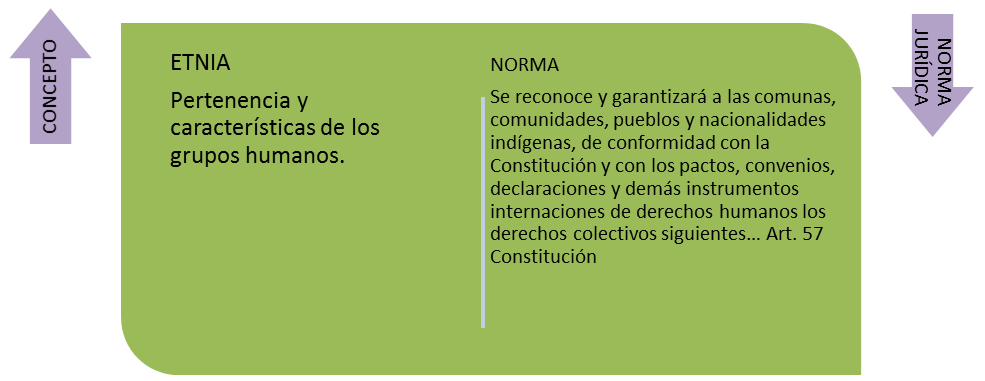 CONCEPTO
ETNIA
Pertenencia y
características de los
grupos humanos.
NORMA
Se reconoce y garantizará a las comunas,
comunidades, pueblos y nacionalidades
indígenas, de conformidad con la
Constitución y con los pactos, convenios,
declaraciones y demás instrumentos
internaciones de derechos humanos los
derechos colectivos siguientes... Art. 57
Constitución
NORMA
JURÍDICA